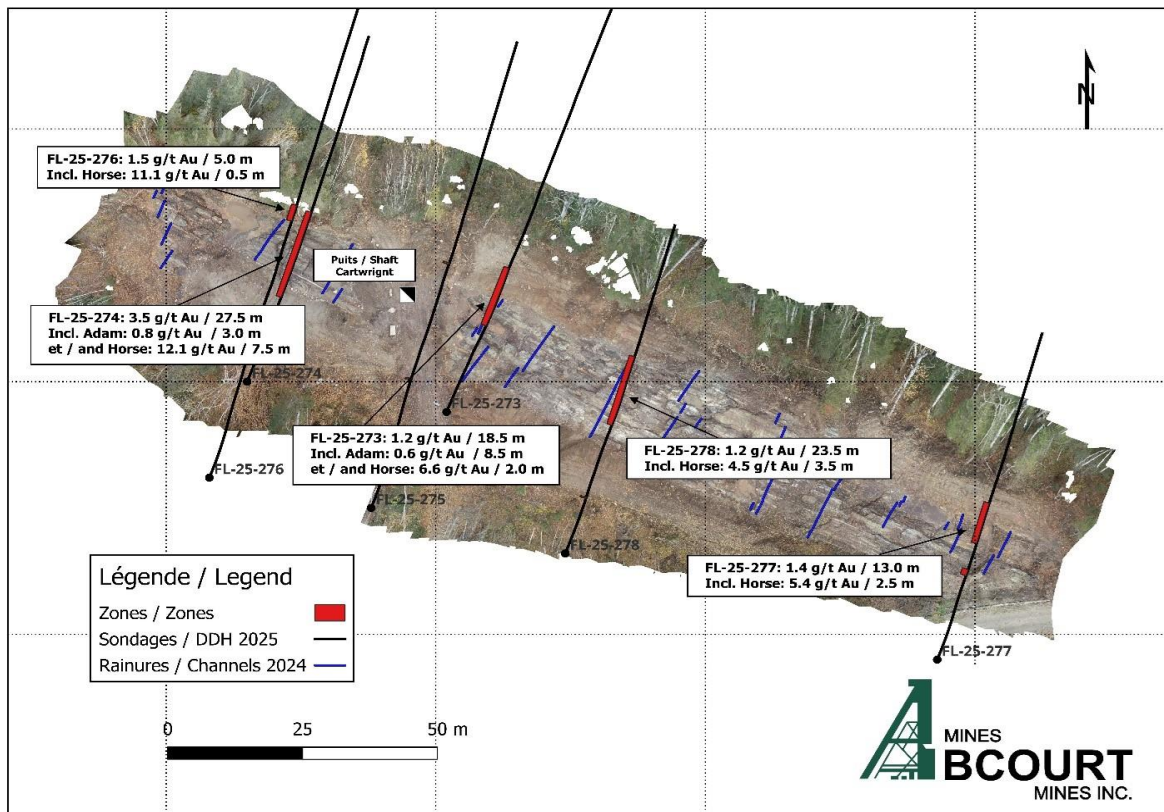 N
FL-25-276: 1.5 g/t Au / 5.0 m
Incl. Horse: 11.1 g/t Au / 0.5 m
Puits / Shaft
Cartwrignt
FL-25-274: 3.5 g/t Au / 27.5 m
Incl. Adam: 0.8 g/t Au / 3.0 m
et / and Horse: 12.1 g/t Au / 7.5 m
FL-25-274
FL-25-273
FL-25-273: 1.2 g/t Au / 18.5 m
Incl. Adam: 0.6 g/t Au / 8.5 m
et / and Horse: 6.6 g/t Au / 2.0 m
FL-25-278: 1.2 g/t Au / 23.5 m
Incl. Horse: 4.5 g/t Au / 3.5 m
FL-25-276
FL-25-275
FL-25-278
FL-25-277: 1.4 g/t Au / 13.0 m
Incl. Horse: 5.4 g/t Au / 2.5 m
FL-25-277
Légende / Legend
Zones / Zones
Sondages / DDH 2025
Rainures / Channels 2024
0 25 50 m
MINES
ABCOURT
MINES INC.